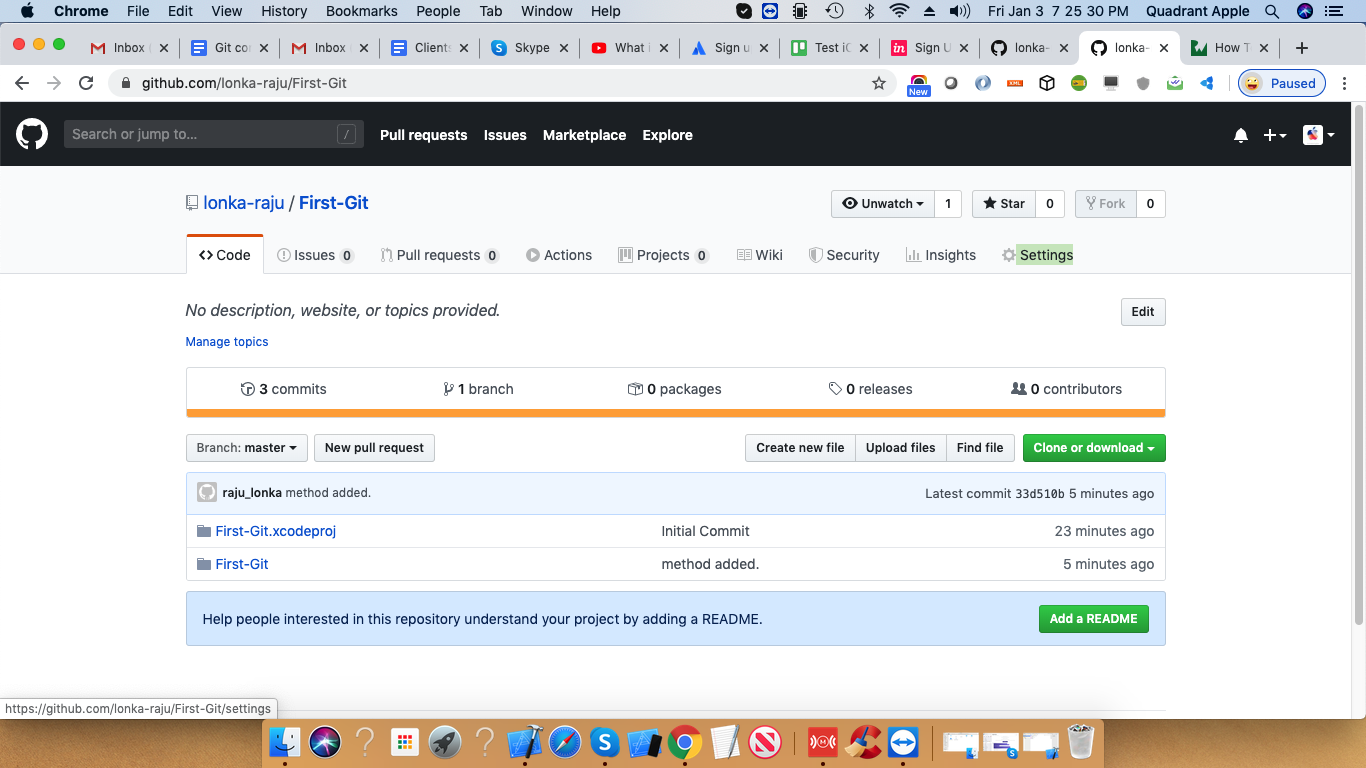 Chrome File Edit View History Bookmarks People Tab Window Help Fri Jan 3 7 25 30 PM Quadrant Apple
Inbox Git co Inbox Clients Skype What i Sign u Test iO Sign U lonka- lonka- How T
github.com/lonka-raju/First-Git New XML Paused
Search or jump to... / Pull requests Issues Marketplace Explore
lonka-raju / First-Git Unwatch 1 Star 0 Fork 0
Code Issues 0 Pull requests 0 Actions Projects 0 Wiki Security Insights Settings
No description, website, or topics provided. Edit
Manage topics
3 commits 1 branch 0 packages 0 releases 0 contributors
Branch: master New pull request Create new file Upload files Find file Clone or download
raju_lonka method added. Latest commit 33d510b 5 minutes ago
First-Git.xcodeproj Initial Commit 23 minutes ago
First-Git method added. 5 minutes ago
Help people interested in this repository understand your project by adding a README. Add a README
https://github.com/lonka-raju/First-Git/settings